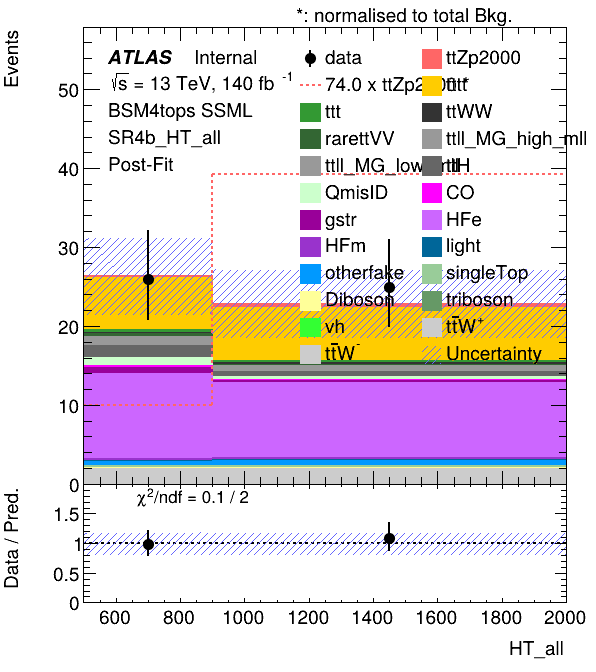 *: normalised to total Bkg.
Events
ATLAS Internal
√s = 13 TeV, 140 fb⁻¹
BSM4tops SSML
SR4b_HT_all
Post-Fit
data
ttZp2000
74.0 x ttZp2000*
tttt
ttt
ttWW
rarettVV
ttll_MG_high_mll
ttll_MG_low_mll
ttH
QmisID
CO
gstr
HFe
HFm
light
otherfake
singleTop
Diboson
triboson
vh
tt̄W⁺
tt̄W⁻
Uncertainty
50
40
30
20
10
0
χ²/ndf = 0.1 / 2
Data / Pred.
1.5
1
0.5
0
600 800 1000 1200 1400 1600 1800 2000
HT_all